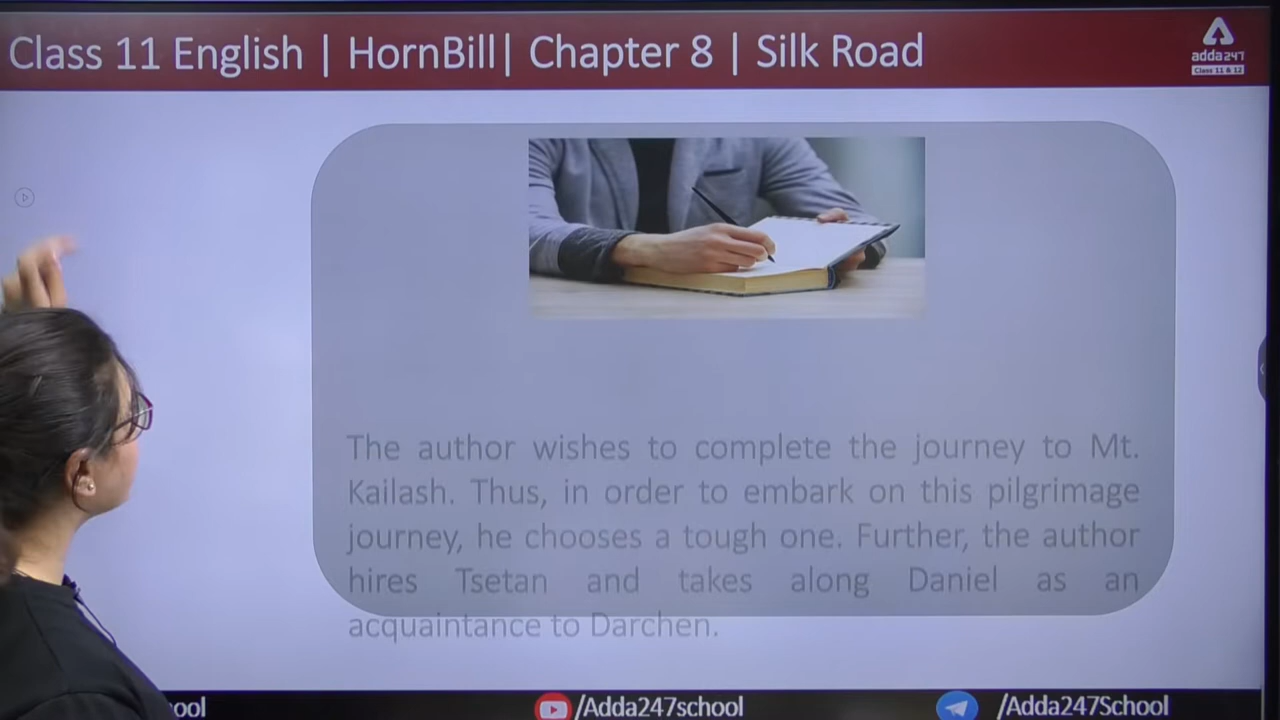 Class 11 English | HornBill| Chapter 8 | Silk Road
adda247
Class 11 & 12
The author wishes to complete the journey to Mt.
Kailash. Thus, in order to embark on this pilgrimage
journey, he chooses a tough one. Further, the author
hires Tsetan and takes along Daniel as an
acquaintance to Darchen.
ool
/Adda247school
/Adda247School